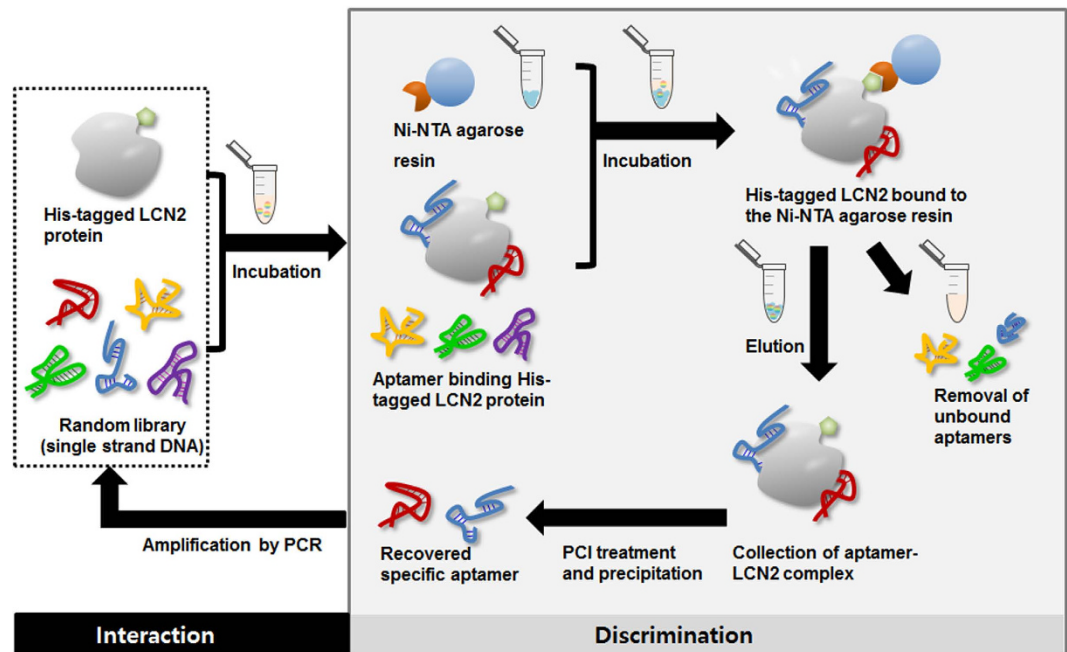 His-tagged LCN2
protein
Random library
(single strand DNA)
Incubation
Ni-NTA agarose
resin
Incubation
Aptamer binding His-
tagged LCN2 protein
His-tagged LCN2 bound to
the Ni-NTA agarose resin
Elution
Removal of
unbound
aptamers
Collection of aptamer-
LCN2 complex
PCI treatment
and precipitation
Recovered
specific aptamer
Amplification by PCR
Interaction
Discrimination